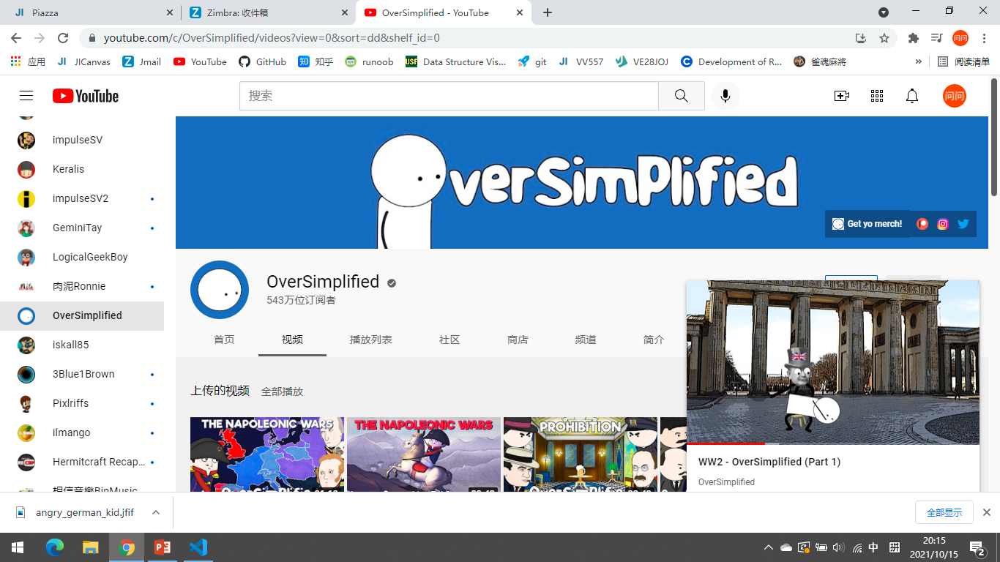 Piazza
Zimbra: 收件箱
OverSimplified - YouTube
youtube.com/c/OverSimplified/videos?view=0&sort=dd&shelf_id=0
问问
应用
JICanvas
Jmail
YouTube
GitHub
知乎
runoob
Data Structure Vis...
git
VV557
VE28JOJ
Development of R...
雀魂麻將
»
阅读清单
YouTube
搜索
问问
impulseSV
Keralis
impulseSV2
GeminiTay
LogicalGeekBoy
肉泥Ronnie
OverSimplified
iskall85
3Blue1Brown
Pixlriffs
ilmango
Hermitcraft Recap...
相信音樂BinMusic
OverSimplified
Get yo merch!
OverSimplified
543万位订阅者
首页
视频
播放列表
社区
商店
频道
简介
上传的视频
全部播放
THE NAPOLEONIC WARS
THE NAPOLEONIC WARS
PROHIBITION
WW2 - OverSimplified (Part 1)
OverSimplified
angry_german_kid.jfif
全部显示
中
拼
20:15
2021/10/15
2